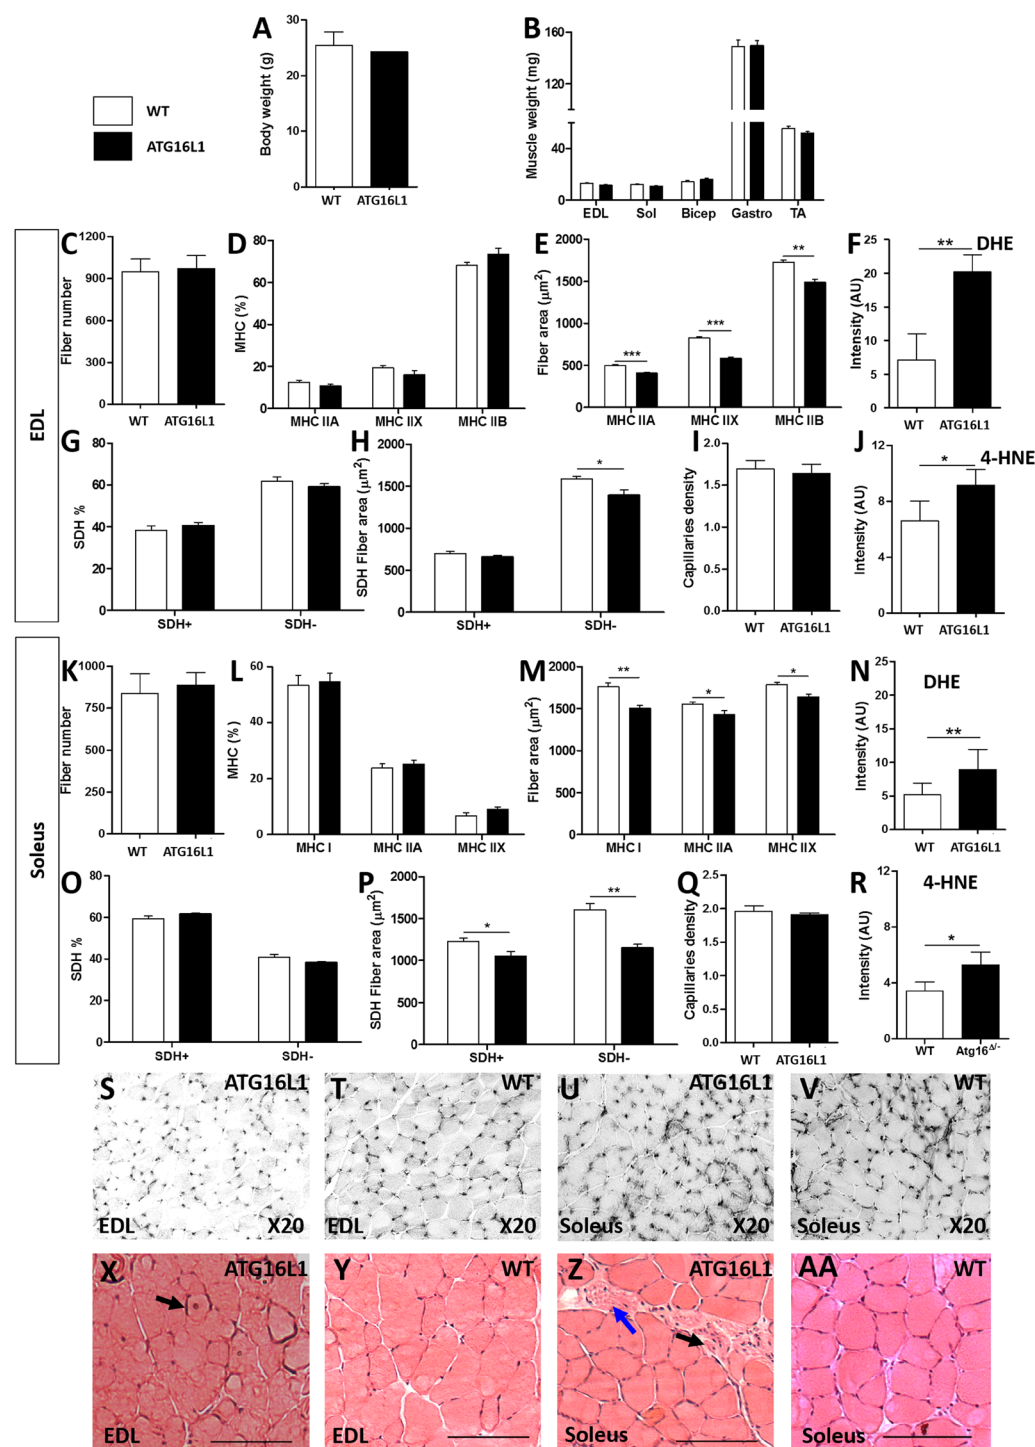 A
Body weight (g)
30
20
10
0
WT
ATG16L1
B
Muscle weight (mg)
160
120
80
40
0
EDL Sol Bicep Gastro TA
WT
ATG16L1
EDL
C
Fiber number
1200
900
600
300
0
WT ATG16L1
D
MHC (%)
80
60
40
20
0
MHC IIA MHC IIX MHC IIB
E
Fiber area (µm²)
2000
1500
1000
500
0
*** *** **
MHC IIA MHC IIX MHC IIB
F
DHE
Intensity (AU)
25
20
15
10
5
0
**
WT ATG16L1
G
SDH %
80
60
40
20
0
SDH+ SDH-
H
SDH Fiber area (µm²)
2000
1500
1000
500
0
*
SDH+ SDH-
I
Capillaries density
2.0
1.5
1.0
0.5
0.0
WT ATG16L1
J
4-HNE
Intensity (AU)
12
9
6
3
0
*
WT ATG16L1
Soleus
K
Fiber number
1000
750
500
250
0
WT ATG16L1
L
MHC (%)
60
40
20
0
MHC I MHC IIA MHC IIX
M
Fiber area (µm²)
2000
1500
1000
500
0
** * *
MHC I MHC IIA MHC IIX
N
DHE
Intensity (AU)
25
20
15
10
5
0
**
WT ATG16L1
O
SDH %
80
60
40
20
0
SDH+ SDH-
P
SDH Fiber area (µm²)
2000
1500
1000
500
0
* **
SDH+ SDH-
Q
Capillaries density
2.5
2.0
1.5
1.0
0.5
0.0
WT ATG16L1
R
4-HNE
Intensity (AU)
12
8
4
0
*
WT Atg16Δ/-
S ATG16L1
EDL X20
T WT
EDL X20
U ATG16L1
Soleus X20
V WT
Soleus X20
X ATG16L1
EDL
Y WT
EDL
Z ATG16L1
Soleus
AA WT
Soleus